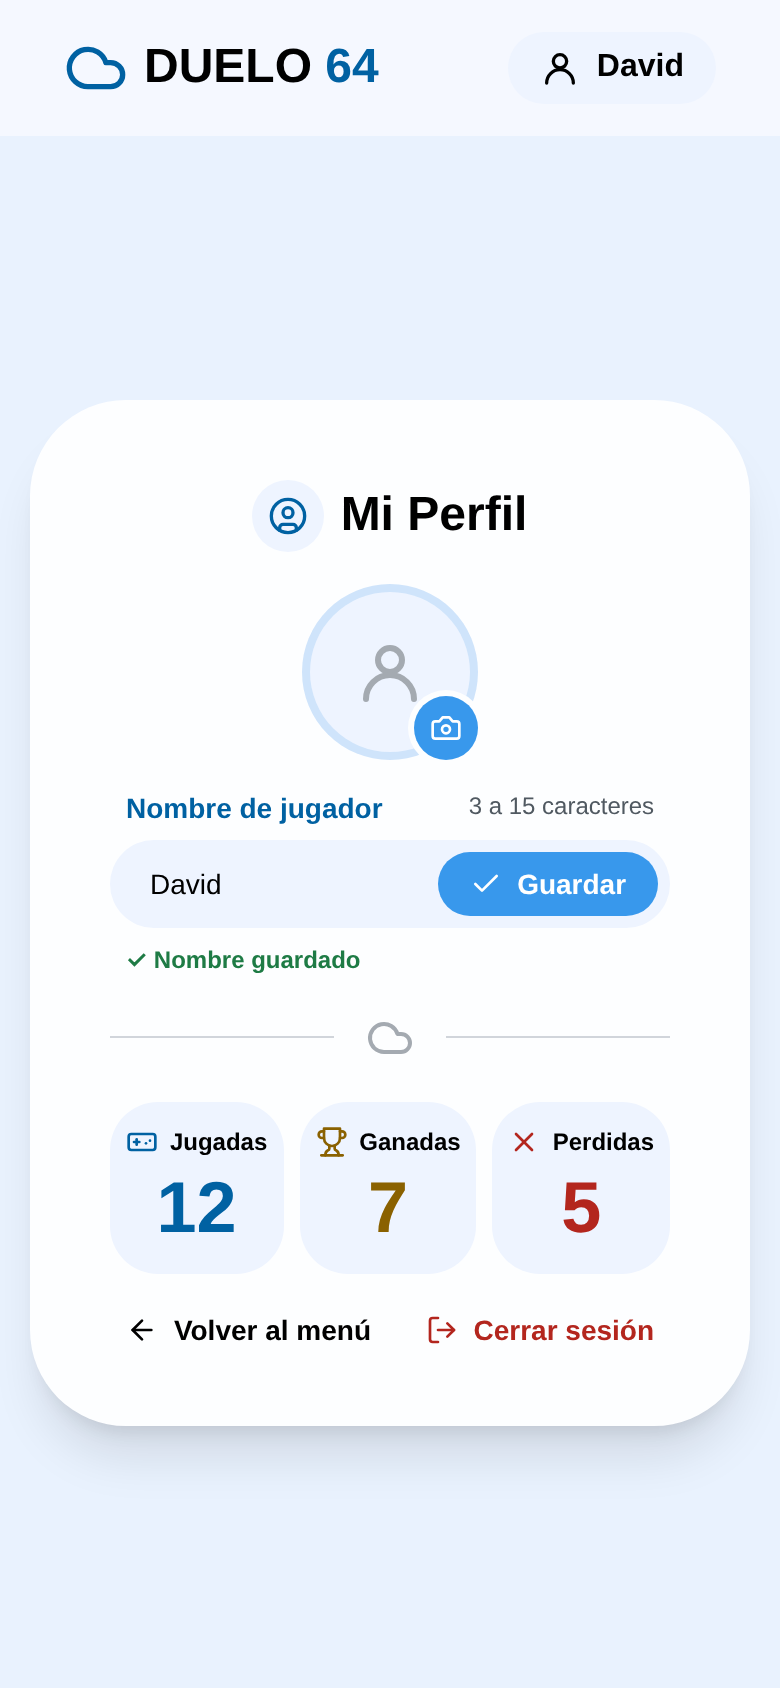 DUELO 64
David
Mi Perfil
Nombre de jugador
3 a 15 caracteres
David
Guardar
Nombre guardado
Jugadas
Ganadas
Perdidas
12
7
5
Volver al menú
Cerrar sesión